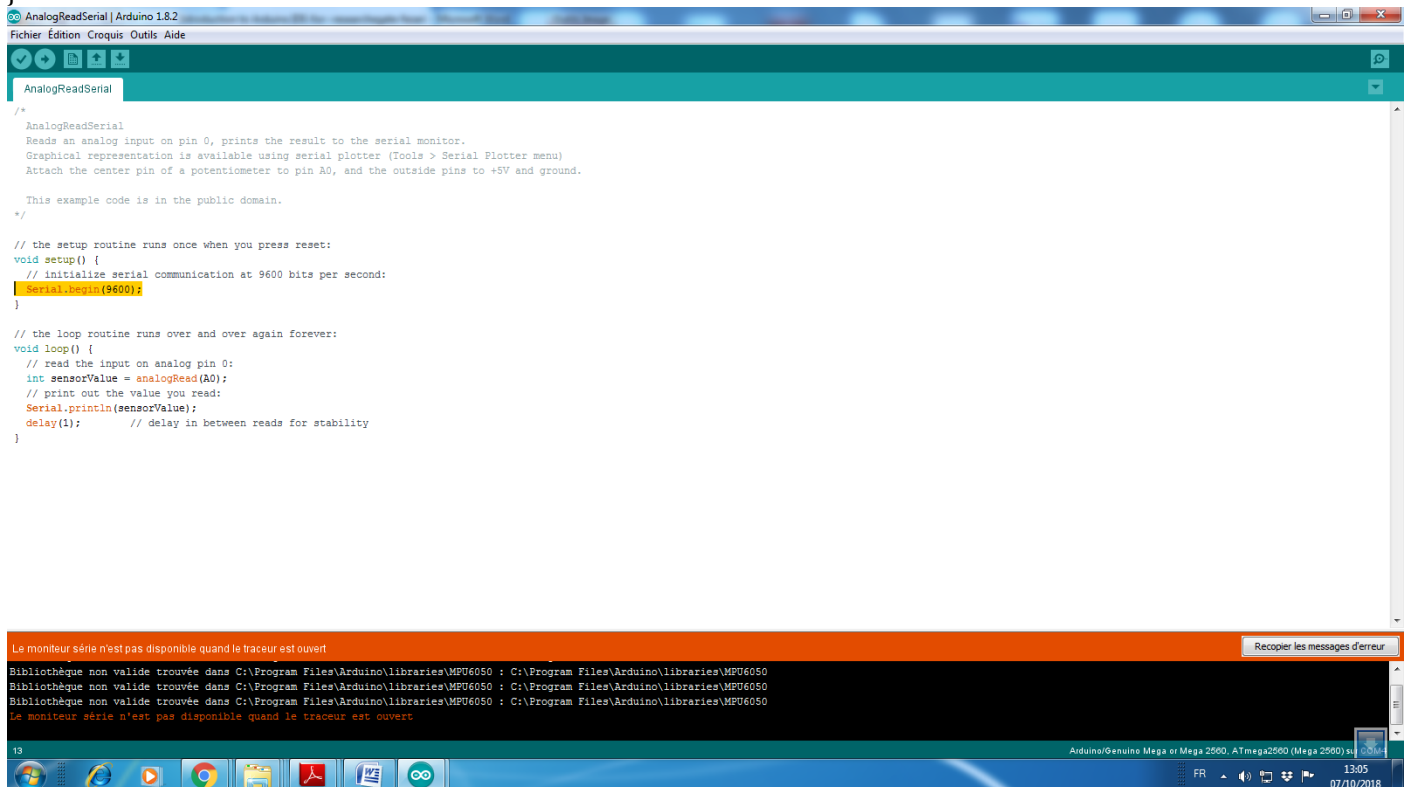 AnalogReadSerial | Arduino 1.8.2
Fichier Édition Croquis Outils Aide
AnalogReadSerial
/*
  AnalogReadSerial
  Reads an analog input on pin 0, prints the result to the serial monitor.
  Graphical representation is available using serial plotter (Tools > Serial Plotter menu)
  Attach the center pin of a potentiometer to pin A0, and the outside pins to +5V and ground.
  This example code is in the public domain.
*/
// the setup routine runs once when you press reset:
void setup() {
  // initialize serial communication at 9600 bits per second:
  Serial.begin(9600);
}
// the loop routine runs over and over again forever:
void loop() {
  // read the input on analog pin 0:
  int sensorValue = analogRead(A0);
  // print out the value you read:
  Serial.println(sensorValue);
  delay(1);        // delay in between reads for stability
}
Le moniteur série n'est pas disponible quand le traceur est ouvert
Recopier les messages d'erreur
Bibliothèque non valide trouvée dans C:\Program Files\Arduino\libraries\MPU6050 : C:\Program Files\Arduino\libraries\MPU6050
Bibliothèque non valide trouvée dans C:\Program Files\Arduino\libraries\MPU6050 : C:\Program Files\Arduino\libraries\MPU6050
Bibliothèque non valide trouvée dans C:\Program Files\Arduino\libraries\MPU6050 : C:\Program Files\Arduino\libraries\MPU6050
Le moniteur série n'est pas disponible quand le traceur est ouvert
13
Arduino/Genuino Mega or Mega 2560, ATmega2560 (Mega 2560) su
FR
13:05
07/10/2018